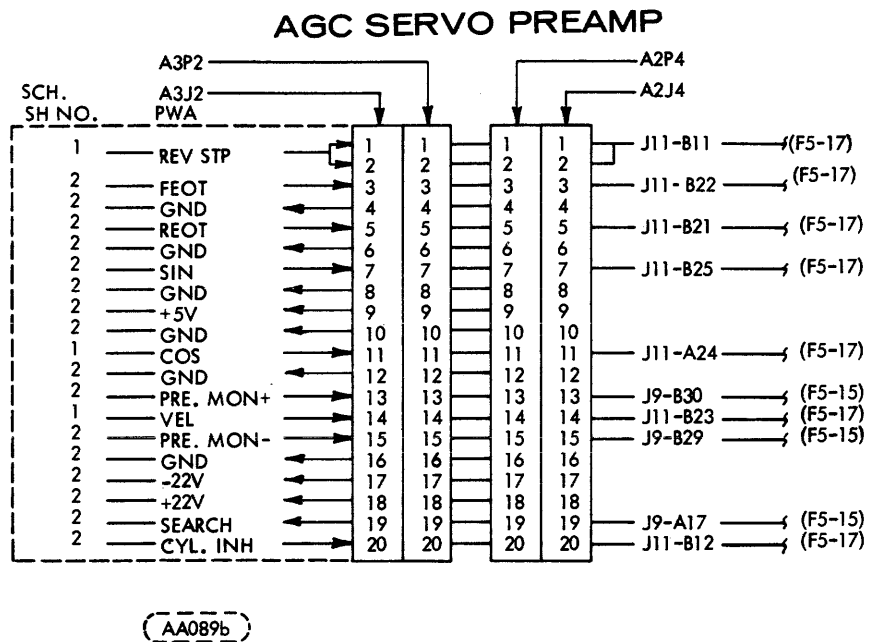 AGC SERVO PREAMP
A3P2 A2P4
SCH. A3J2 A2J4
SH NO. PWA
1 REV STP 1 1 1 1 J11-B11 (F5-17)
2 2 2 2
2 FEOT 3 3 3 3 J11-B22 (F5-17)
2 GND 4 4 4 4
2 REOT 5 5 5 5 J11-B21 (F5-17)
2 GND 6 6 6 6
2 SIN 7 7 7 7 J11-B25 (F5-17)
2 GND 8 8 8 8
2 +5V 9 9 9 9
2 GND 10 10 10 10
1 COS 11 11 11 11 J11-A24 (F5-17)
2 GND 12 12 12 12
2 PRE. MON+ 13 13 13 13 J9-B30 (F5-15)
1 VEL 14 14 14 14 J11-B23 (F5-17)
2 PRE. MON- 15 15 15 15 J9-B29 (F5-15)
2 GND 16 16 16 16
2 -22V 17 17 17 17
2 +22V 18 18 18 18
2 SEARCH 19 19 19 19 J9-A17 (F5-15)
2 CYL. INH 20 20 20 20 J11-B12 (F5-17)
AA089b